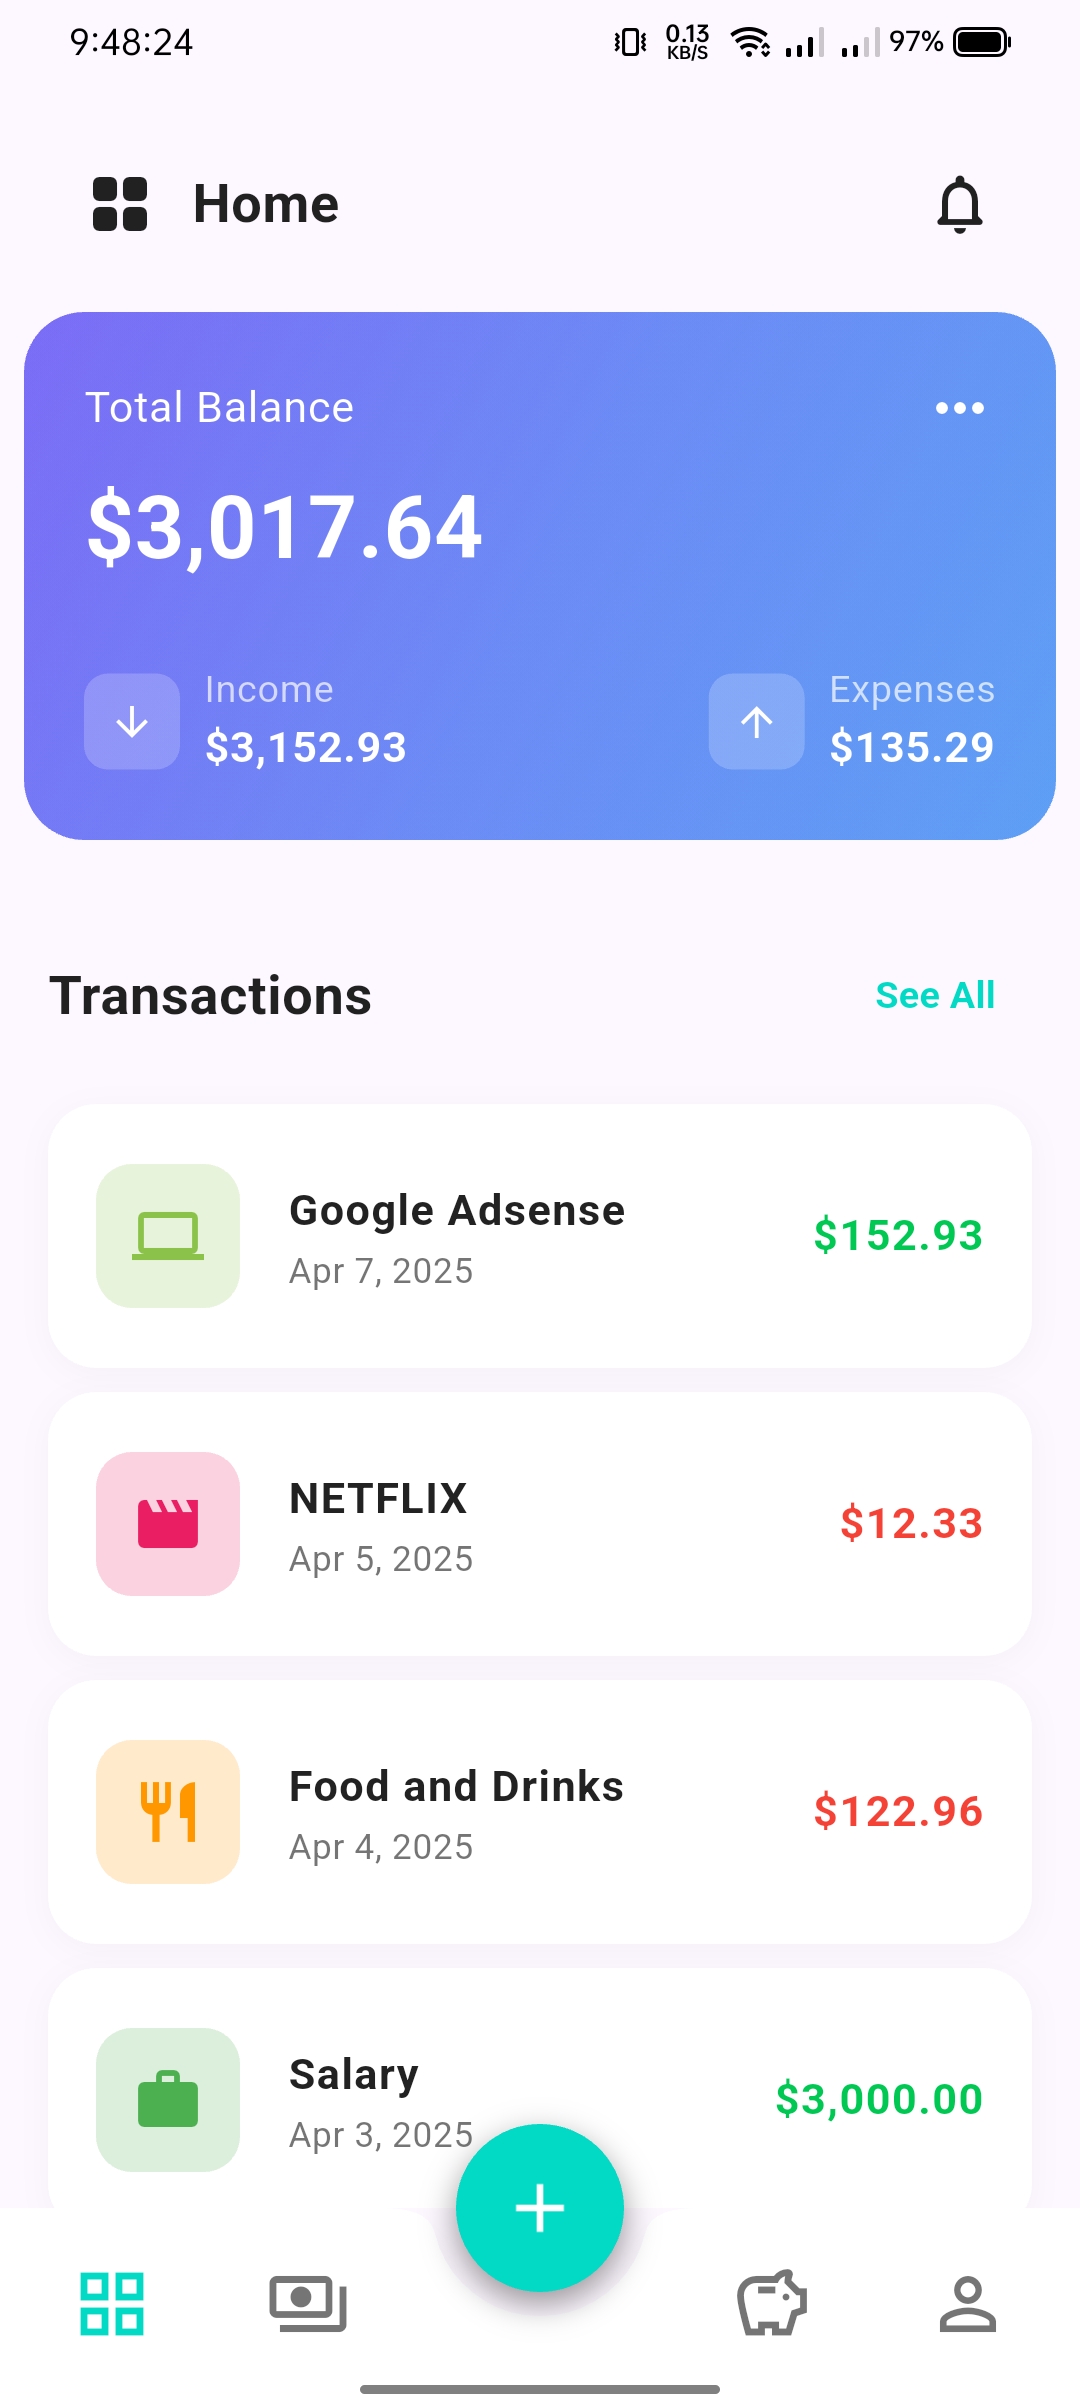 9:48:24
0.13
KB/S
97%
Home
Total Balance
$3,017.64
Income
$3,152.93
Expenses
$135.29
Transactions
See All
Google Adsense
Apr 7, 2025
$152.93
NETFLIX
Apr 5, 2025
$12.33
Food and Drinks
Apr 4, 2025
$122.96
Salary
Apr 3, 2025
$3,000.00